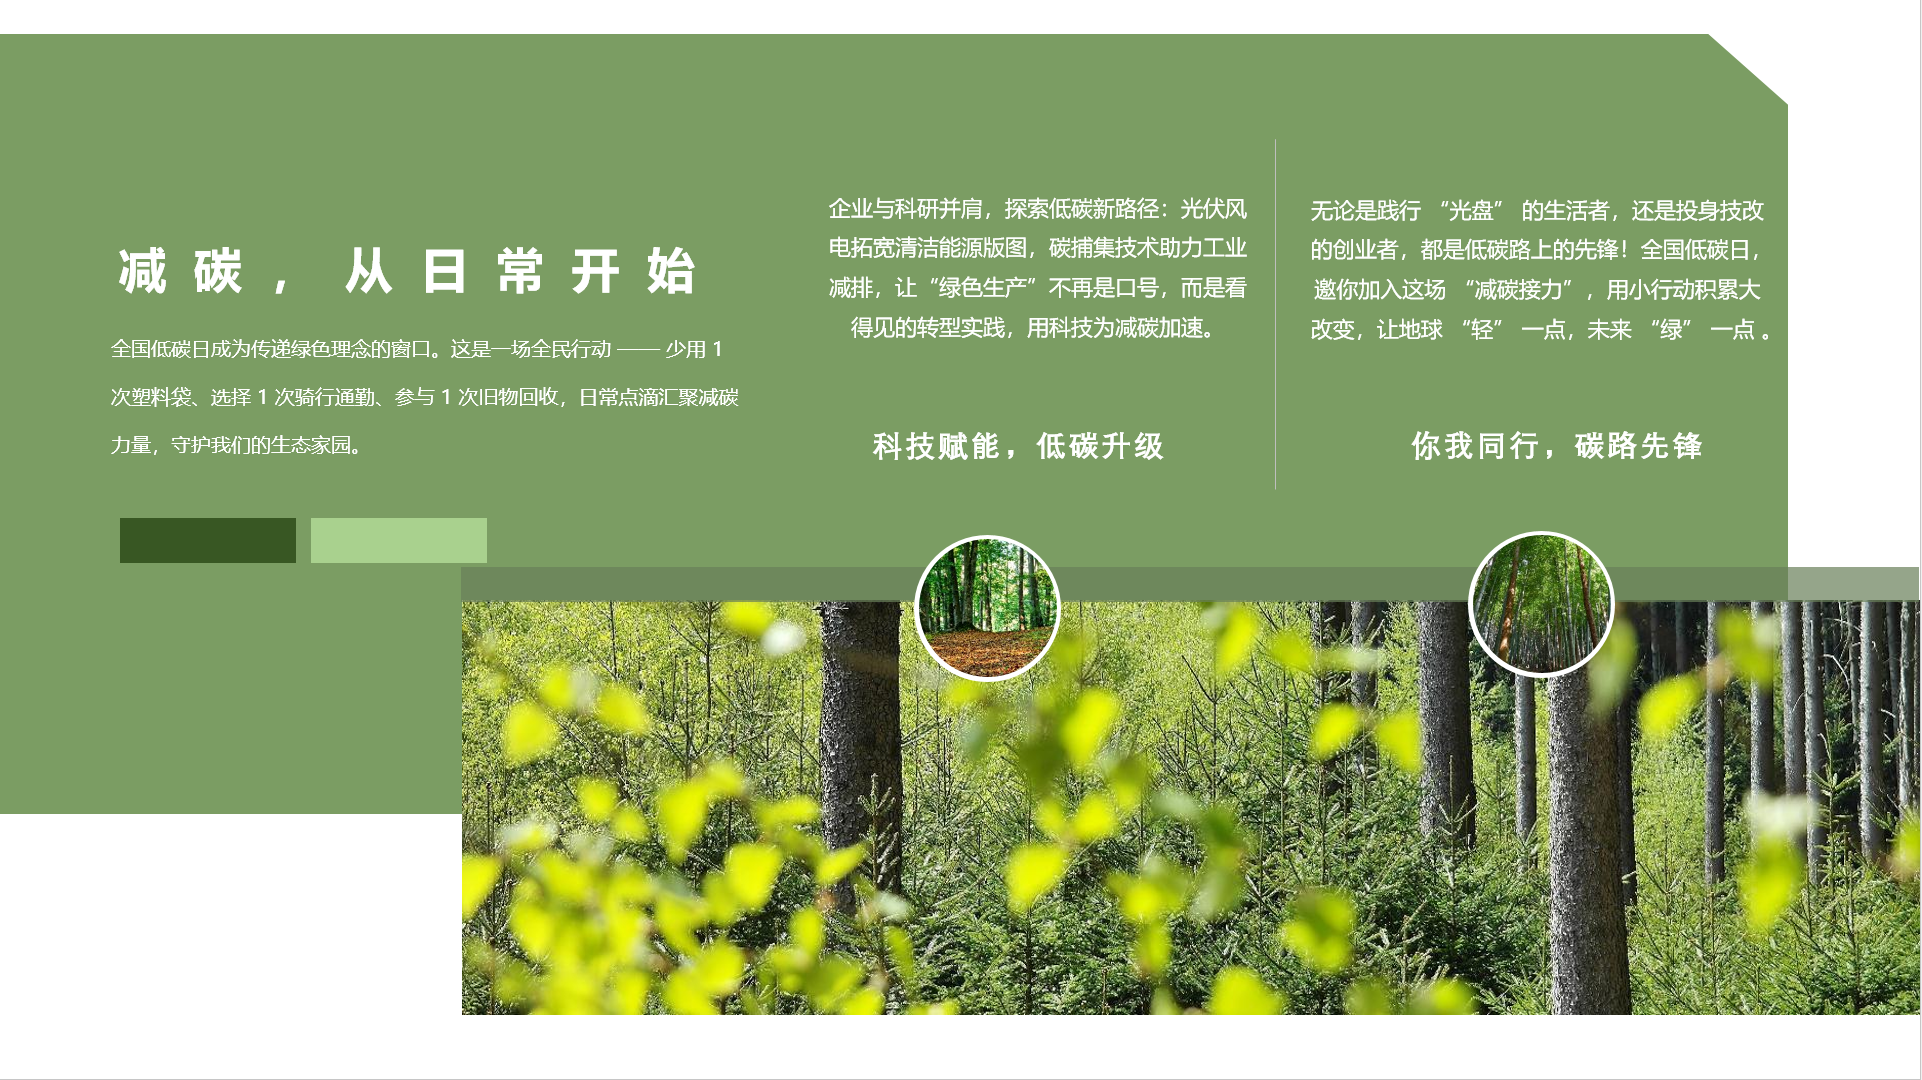 减碳，从日常开始
全国低碳日成为传递绿色理念的窗口。这是一场全民行动 —— 少用 1
次塑料袋、选择 1 次骑行通勤、参与 1 次旧物回收，日常点滴汇聚减碳
力量，守护我们的生态家园。
企业与科研并肩，探索低碳新路径：光伏风
电拓宽清洁能源版图，碳捕集技术助力工业
减排，让“绿色生产”不再是口号，而是看
得见的转型实践，用科技为减碳加速。
科技赋能，低碳升级
无论是践行 “光盘” 的生活者，还是投身技改
的创业者，都是低碳路上的先锋！全国低碳日，
邀你加入这场 “减碳接力”，用小行动积累大
改变，让地球 “轻” 一点，未来 “绿” 一点。
你我同行，碳路先锋